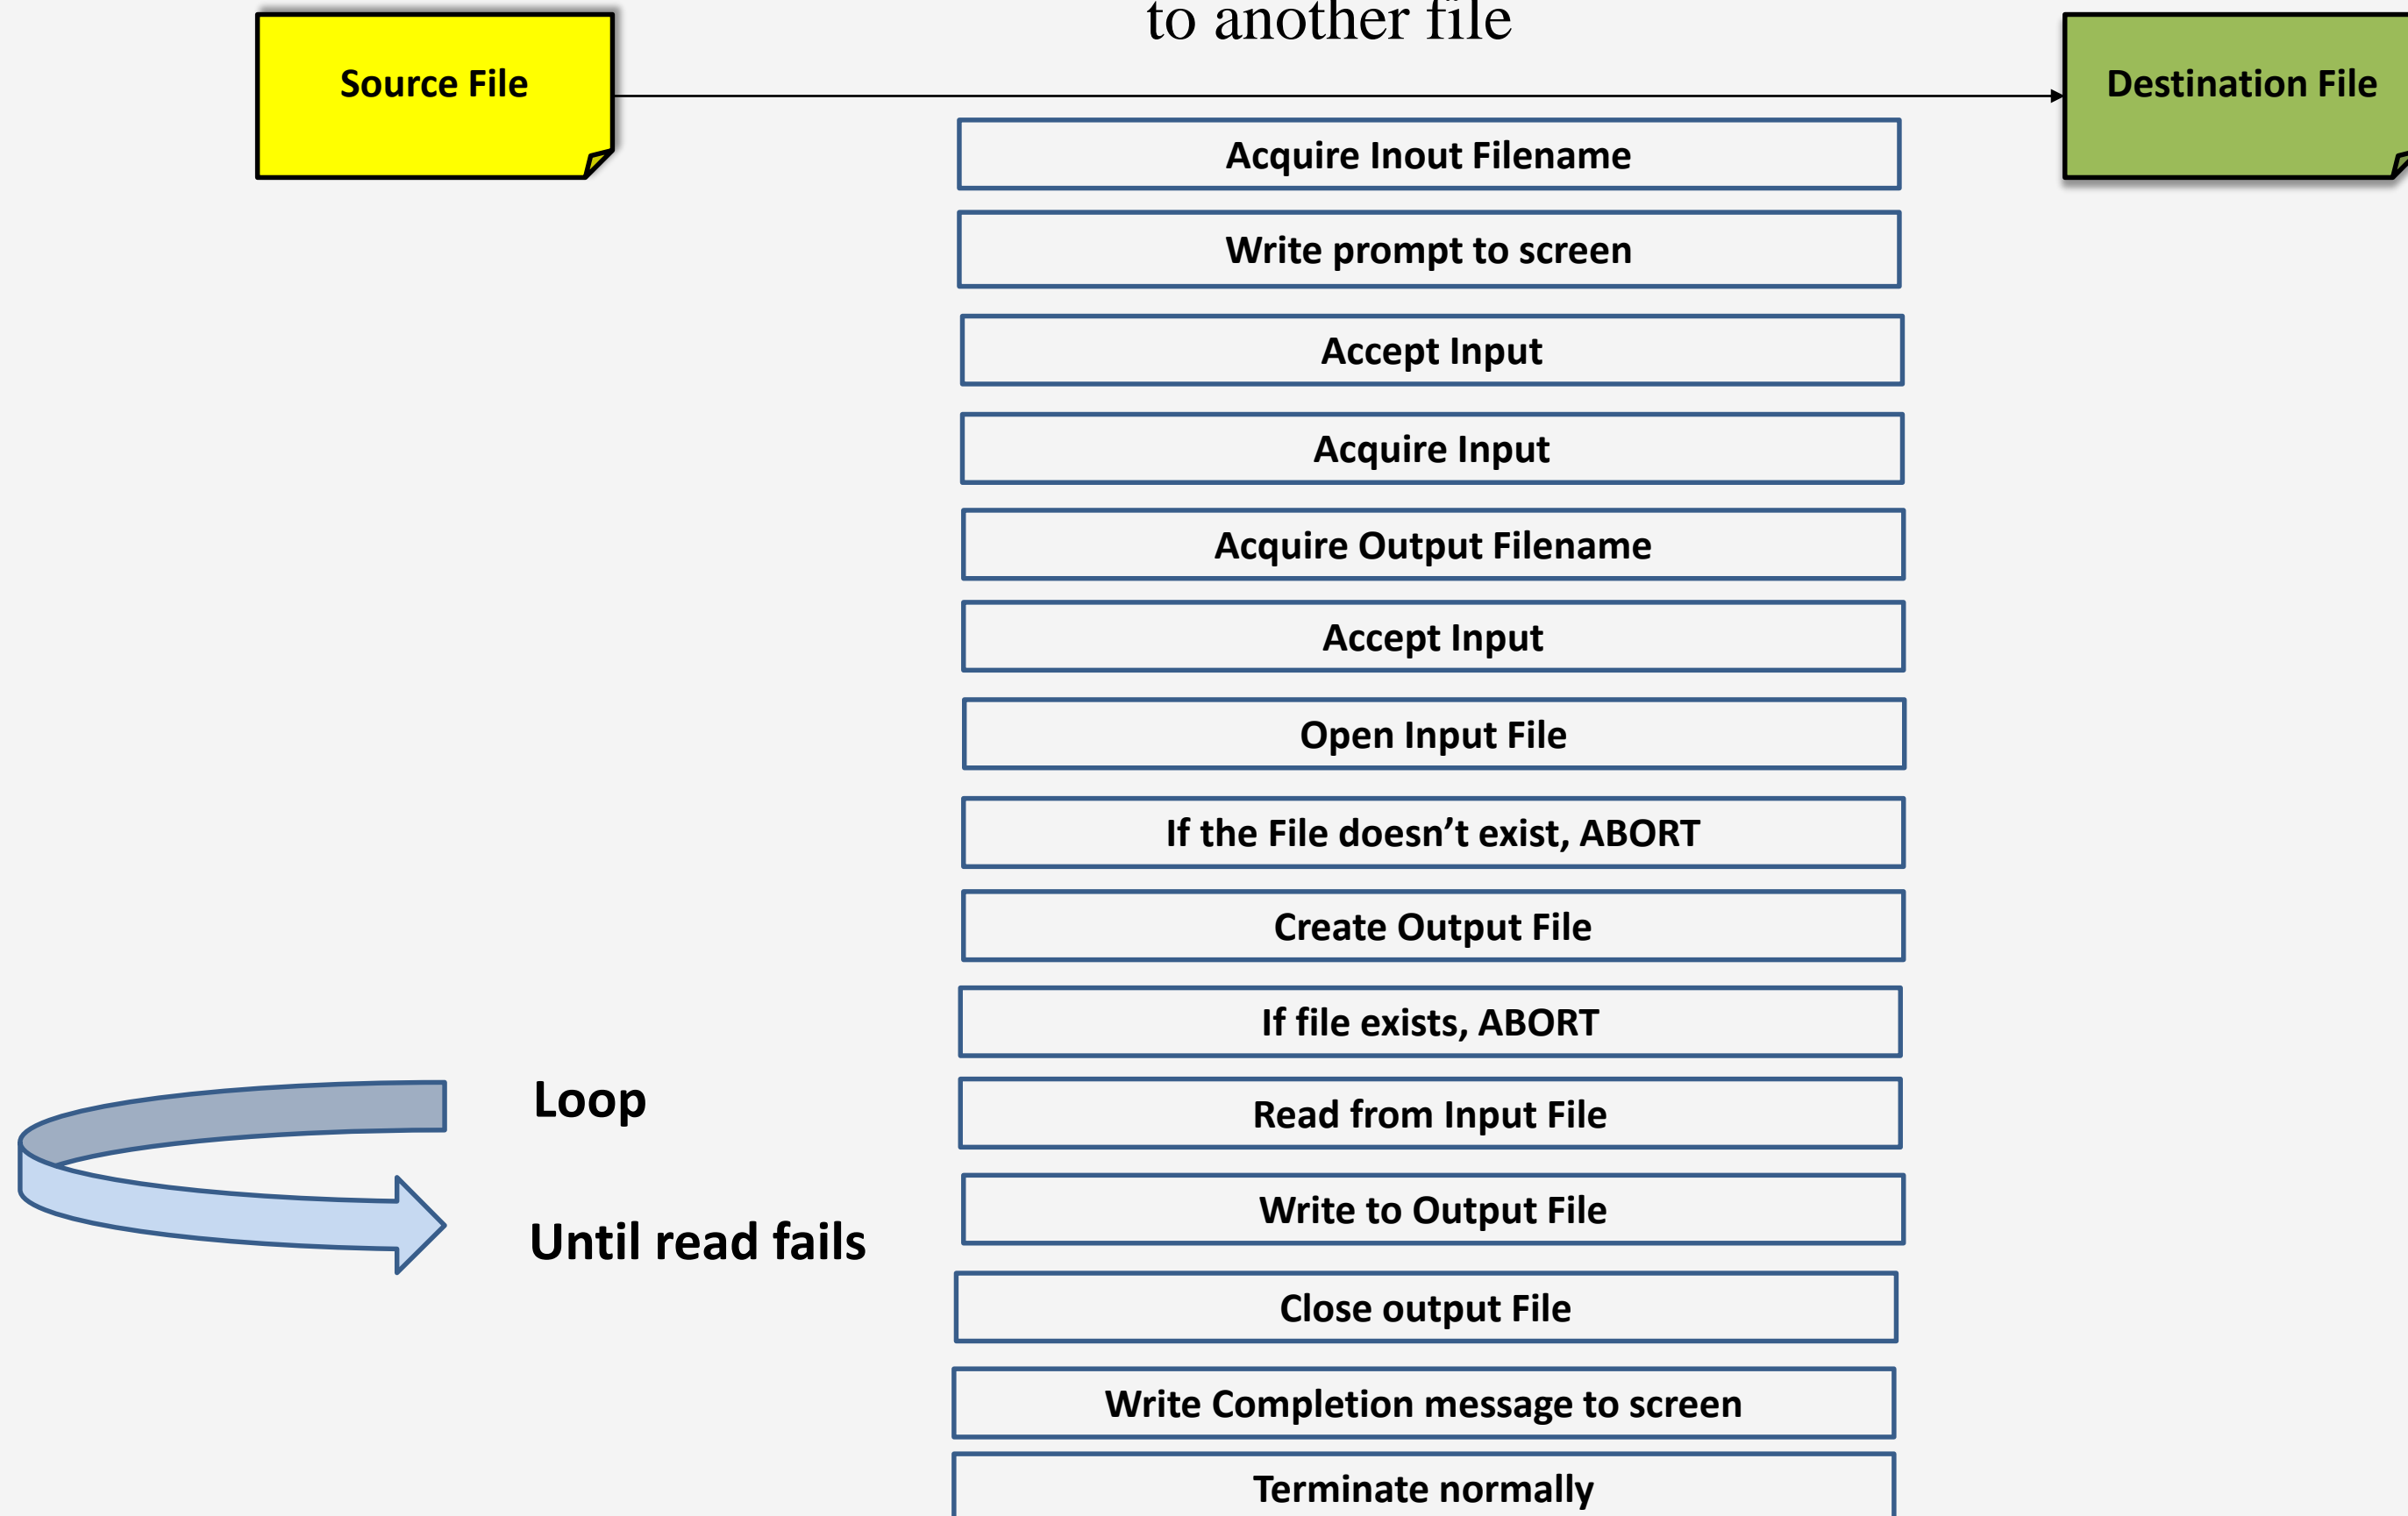 to another file
Source File
Destination File
Acquire Inout Filename
Write prompt to screen
Accept Input
Acquire Input
Acquire Output Filename
Accept Input
Open Input File
If the File doesn’t exist, ABORT
Create Output File
If file exists, ABORT
Loop
Read from Input File
Write to Output File
Until read fails
Close output File
Write Completion message to screen
Terminate normally